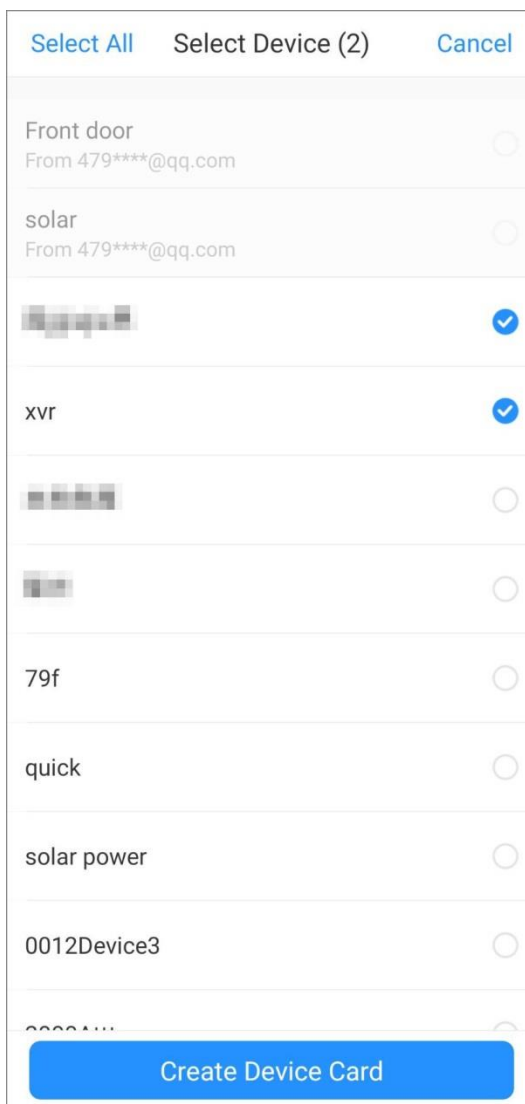 Select All Select Device (2) Cancel
Front door
From 479****@qq.com
solar
From 479****@qq.com
xvr
79f
quick
solar power
0012Device3
Create Device Card